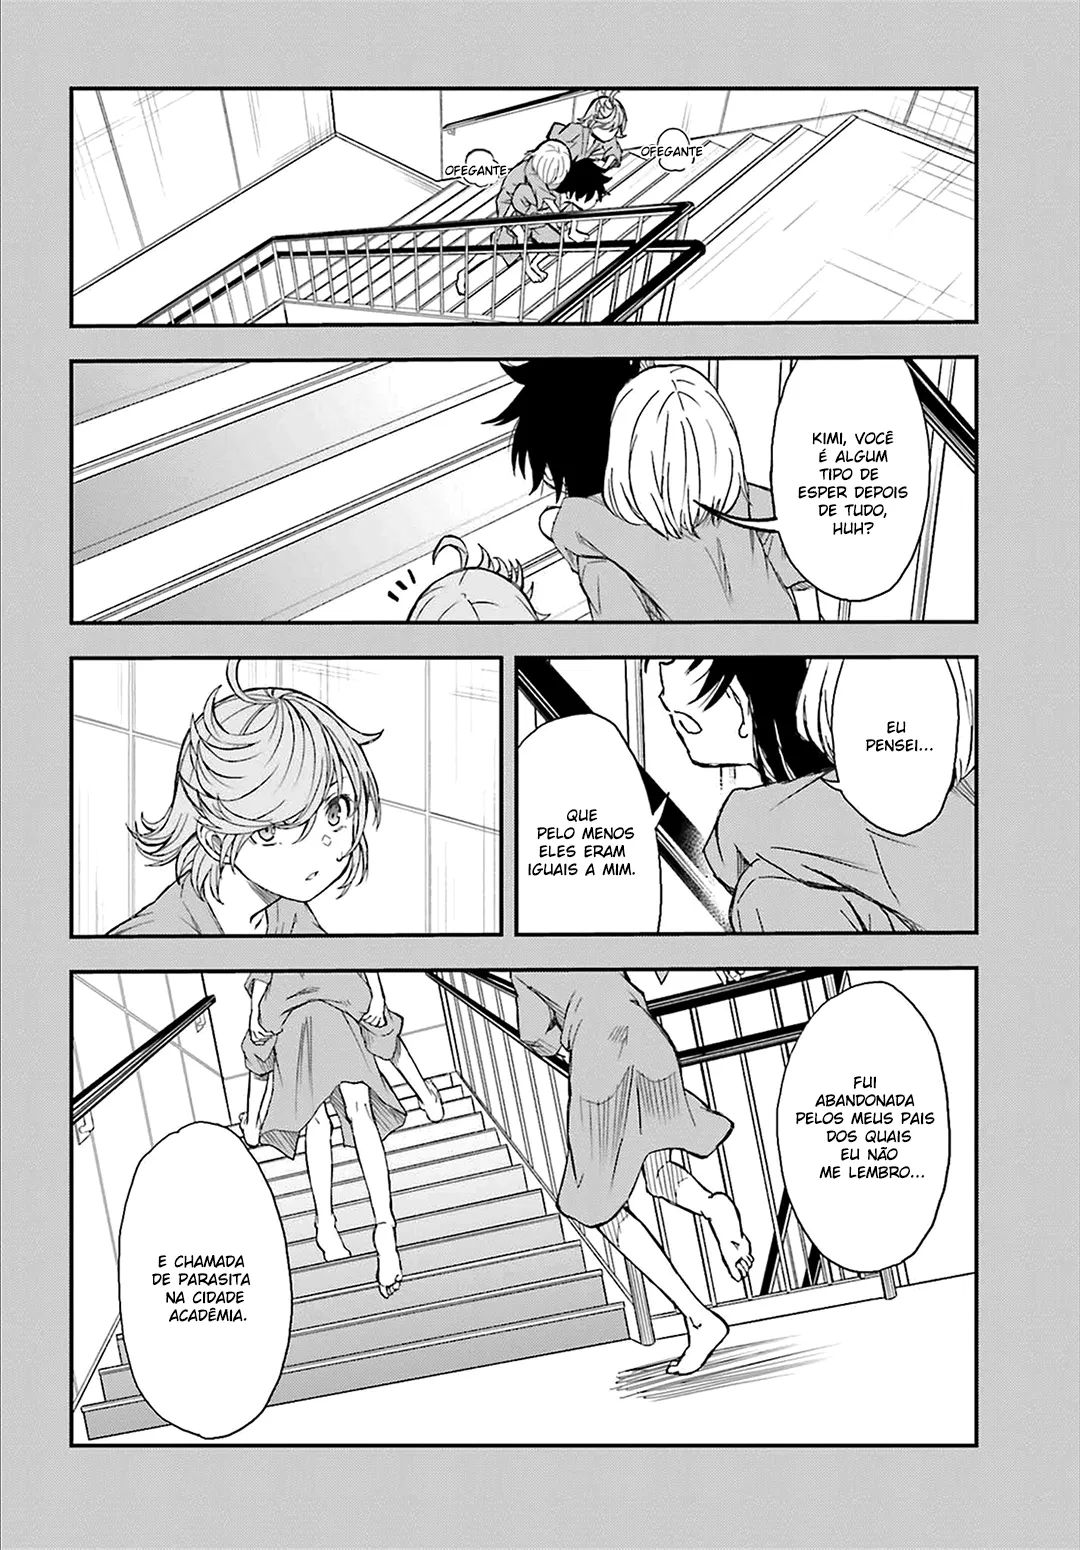 OFEGANTE
OFEGANTE
KIMI, VOCÊ
É ALGUM
TIPO DE
ESPER DEPOIS
DE TUDO,
HUH?
EU
PENSEI...
QUE
PELO MENOS
ELES ERAM
IGUAIS A MIM.
FUI
ABANDONADA
PELOS MEUS PAIS
DOS QUAIS
EU NÃO
ME LEMBRO...
E CHAMADA
DE PARASITA
NA CIDADE
ACADÊMIA.